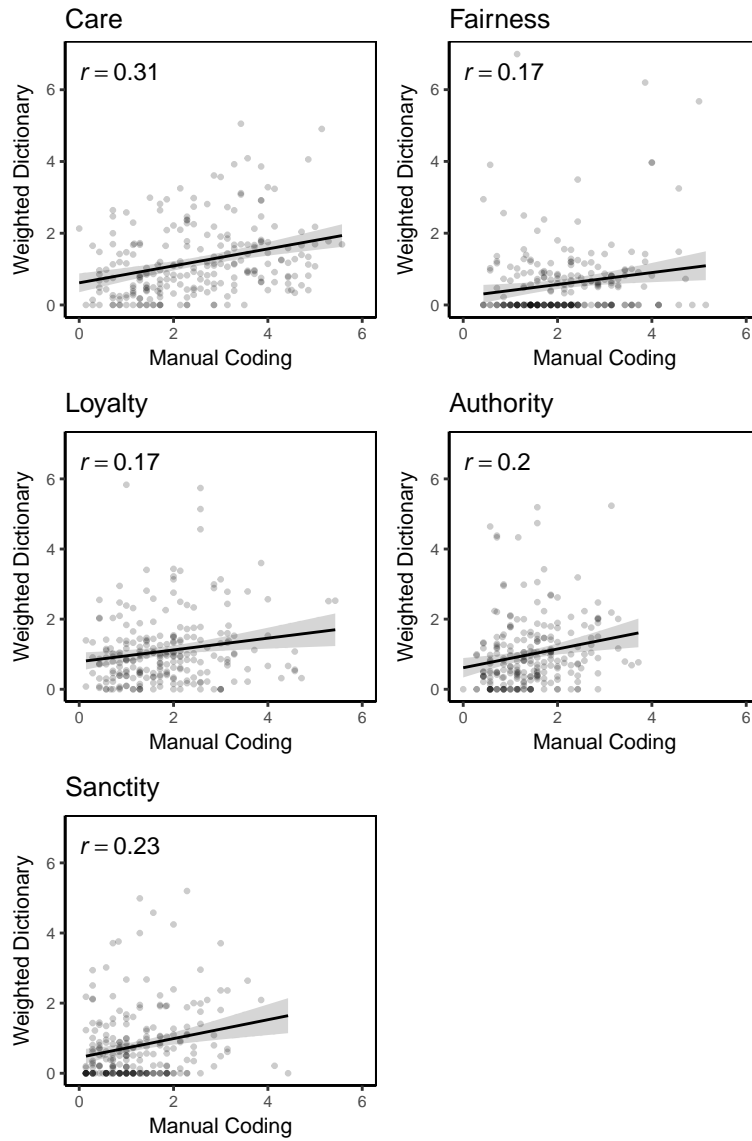 Care
r = 0.31
Weighted Dictionary
6
4
2
0
0 2 4 6
Manual Coding
Fairness
r = 0.17
Weighted Dictionary
6
4
2
0
0 2 4 6
Manual Coding
Loyalty
r = 0.17
Weighted Dictionary
6
4
2
0
0 2 4 6
Manual Coding
Authority
r = 0.2
Weighted Dictionary
6
4
2
0
0 2 4 6
Manual Coding
Sanctity
r = 0.23
Weighted Dictionary
6
4
2
0
0 2 4 6
Manual Coding